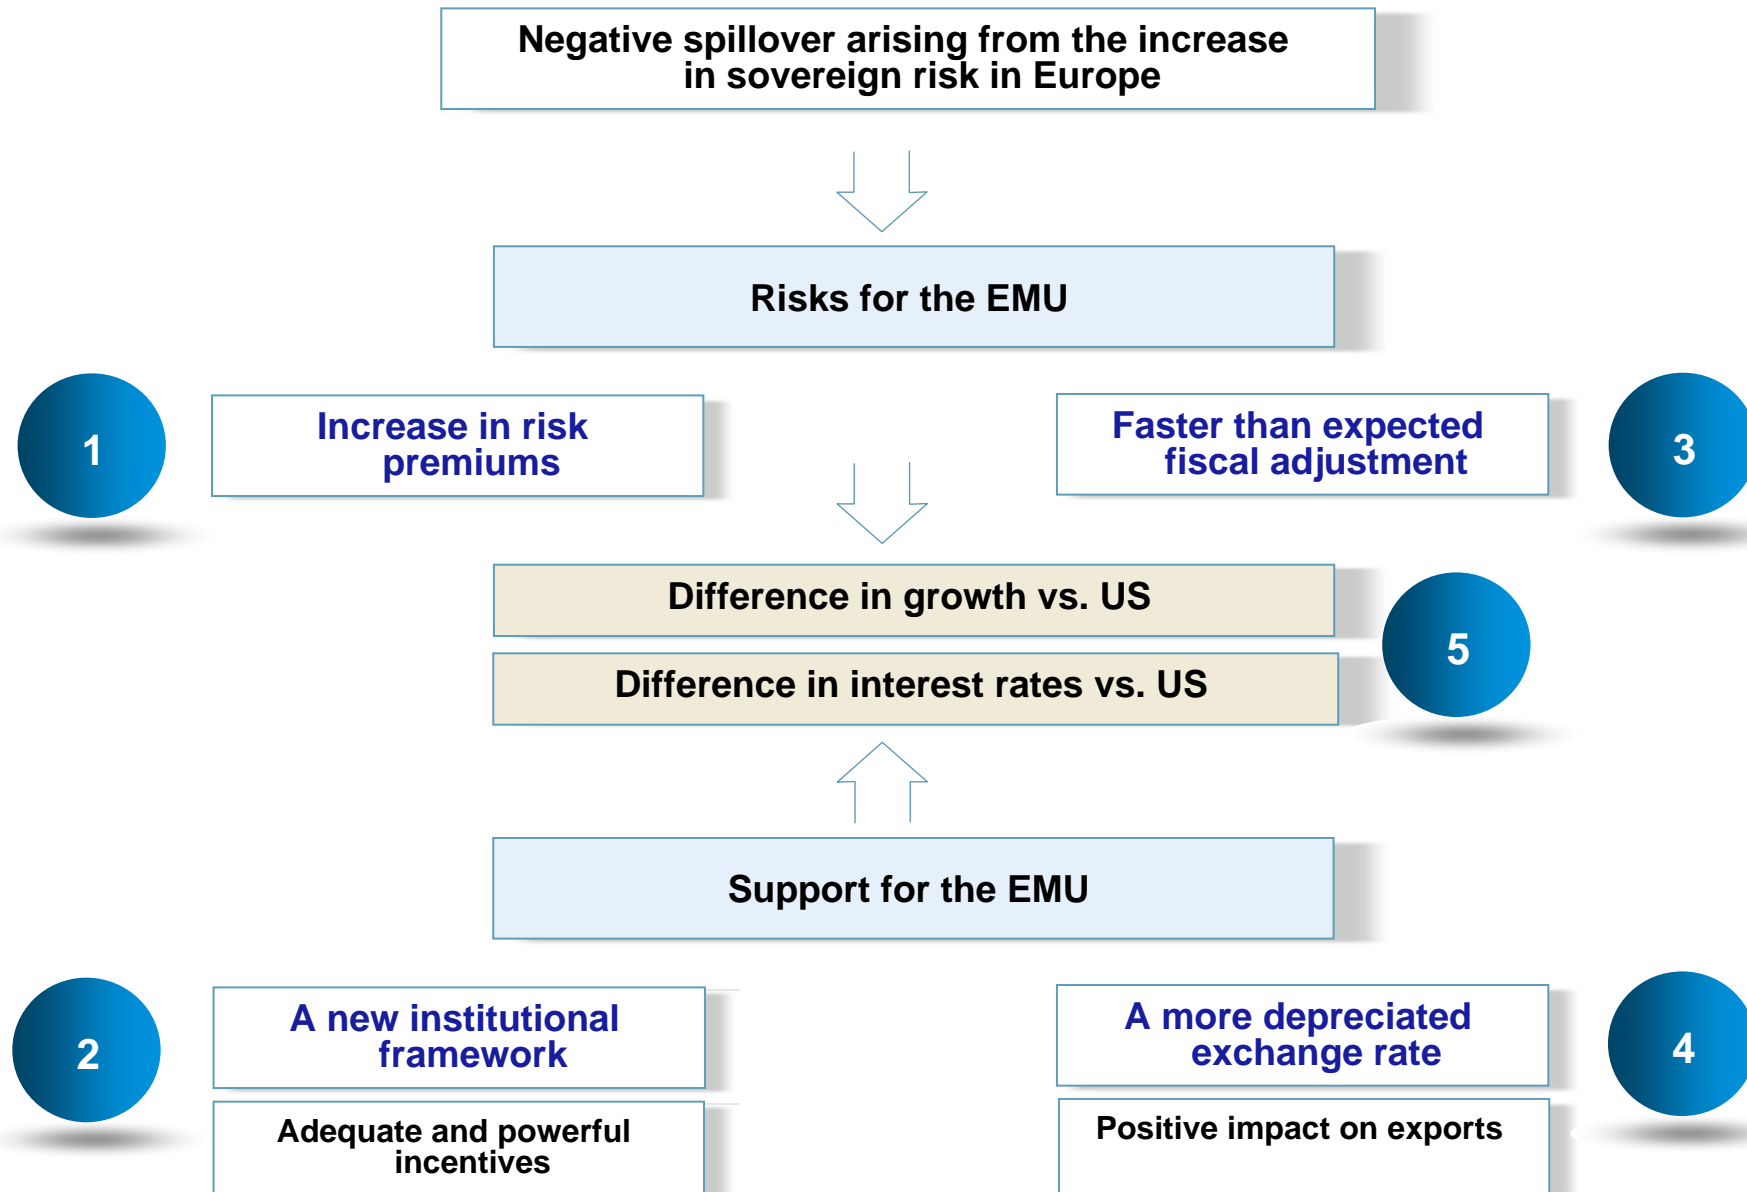 Negative spillover arising from the increase
in sovereign risk in Europe
Risks for the EMU
1
Increase in risk
premiums
Faster than expected
fiscal adjustment
3
Difference in growth vs. US
Difference in interest rates vs. US
5
Support for the EMU
2
A new institutional
framework
Adequate and powerful
incentives
A more depreciated
exchange rate
Positive impact on exports
4